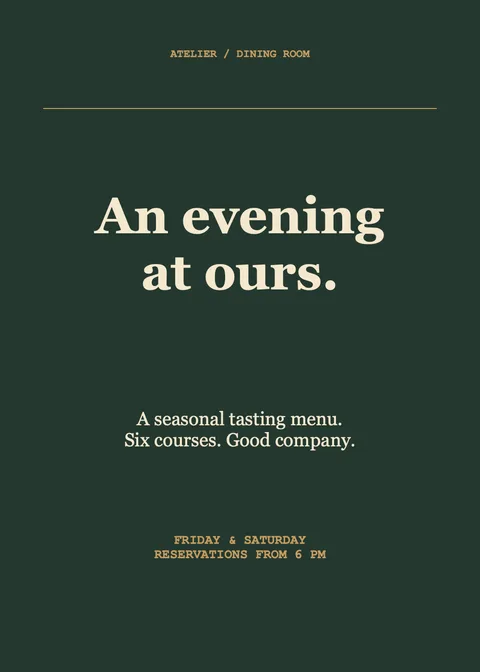 ATELIER / DINING ROOM
An evening
at ours.
A seasonal tasting menu.
Six courses. Good company.
FRIDAY & SATURDAY
RESERVATIONS FROM 6 PM